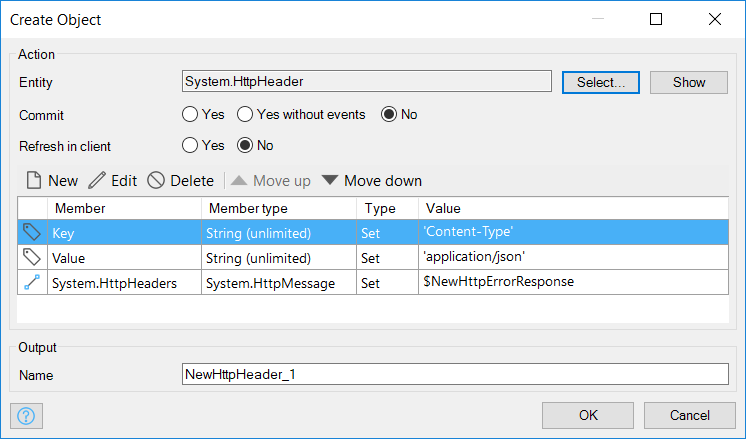 Create Object
Action
Entity System.HttpHeader Select... Show
Commit Yes Yes without events No
Refresh in client Yes No
New Edit Delete Move up Move down
Member Member type Type Value
Key String (unlimited) Set 'Content-Type'
Value String (unlimited) Set 'application/json'
System.HttpHeaders System.HttpMessage Set $NewHttpErrorResponse
Output
Name NewHttpHeader_1
? OK Cancel